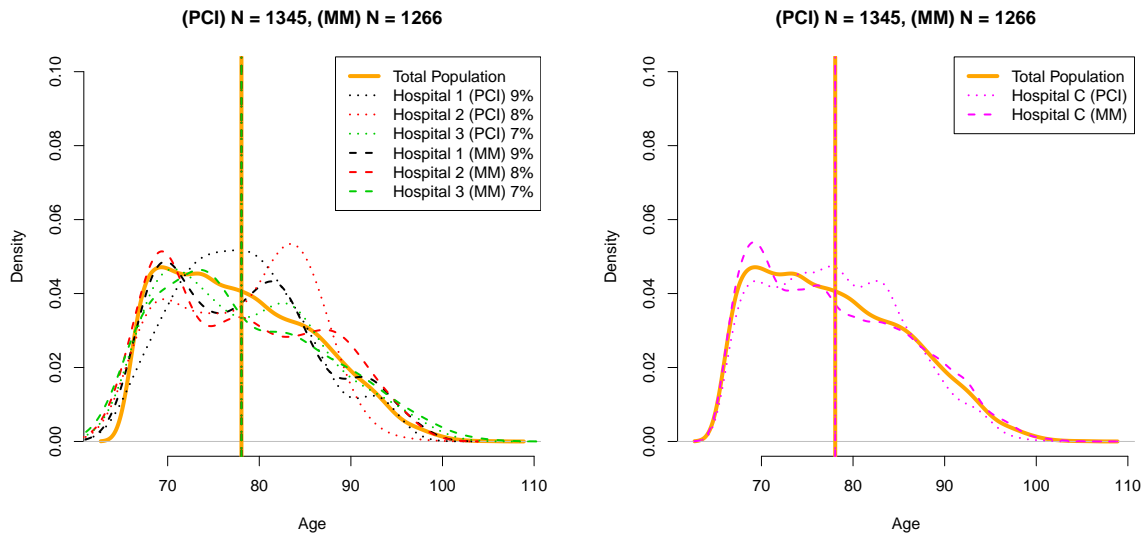 (PCI) N = 1345, (MM) N = 1266
Total Population
Hospital 1 (PCI) 9%
Hospital 2 (PCI) 8%
Hospital 3 (PCI) 7%
Hospital 1 (MM) 9%
Hospital 2 (MM) 8%
Hospital 3 (MM) 7%
Density
0.10
0.08
0.06
0.04
0.02
0.00
70 80 90 100 110
Age
(PCI) N = 1345, (MM) N = 1266
Total Population
Hospital C (PCI)
Hospital C (MM)
Density
0.10
0.08
0.06
0.04
0.02
0.00
70 80 90 100 110
Age